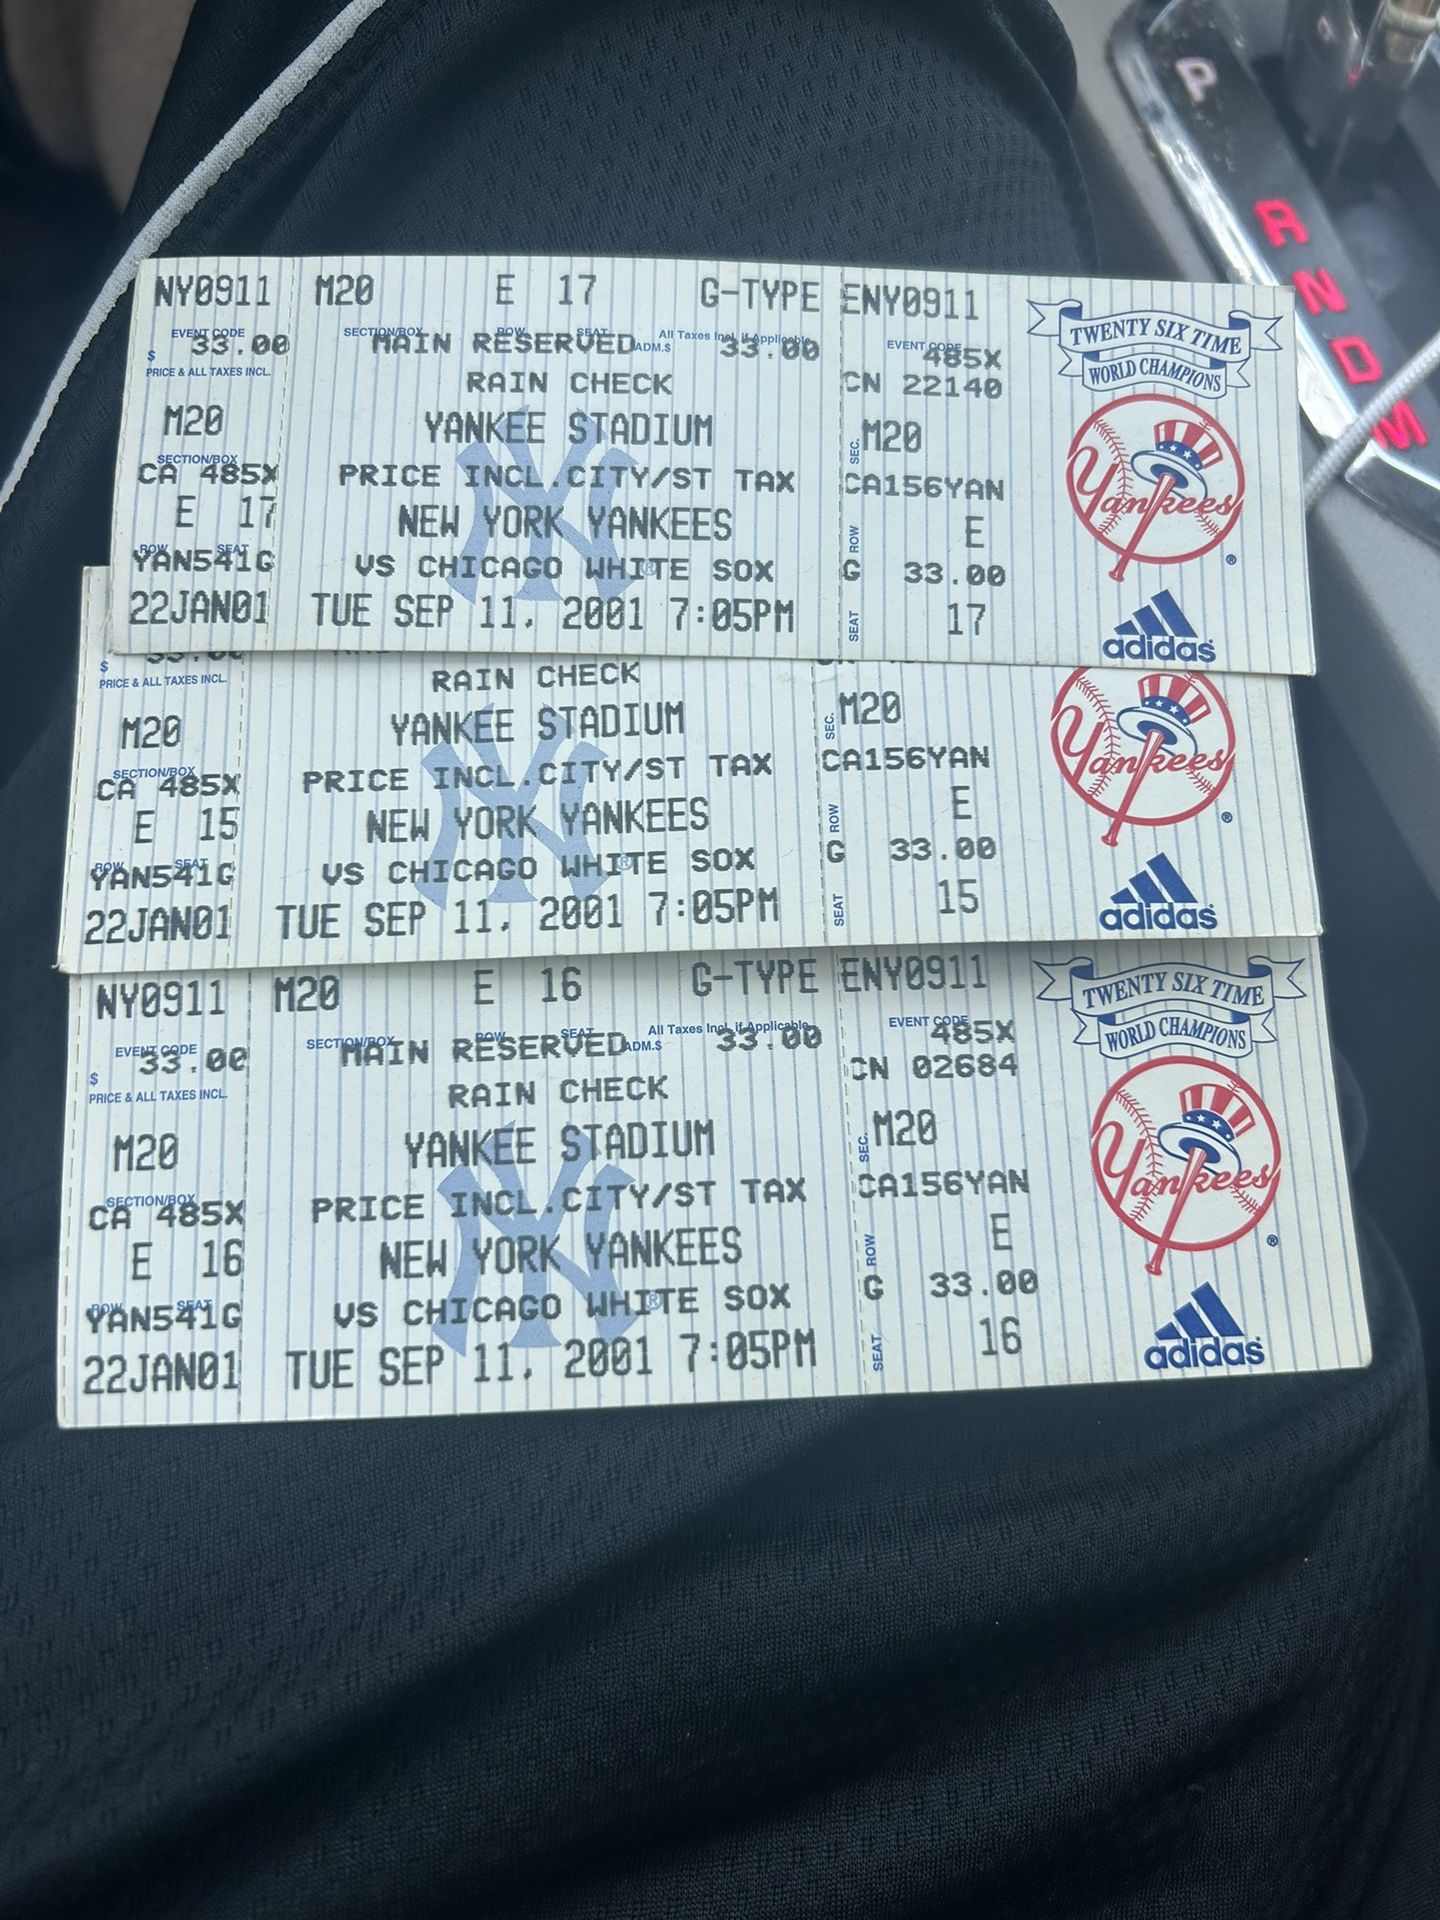 NY0911 M20 E 17 G-TYPE ENY0911
EVENT CODE SECTION/BOX ROW SEAT All Taxes Incl. if Applicable EVENT CODE
$ 33.00 MAIN RESERVED ADM.$ 33.00 485X
PRICE & ALL TAXES INCL. RAIN CHECK CN 22140
M20 YANKEE STADIUM SEC. M20
SECTION/BOX
CA 485X PRICE INCL.CITY/ST TAX CA156YAN
E 17 NEW YORK YANKEES ROW E
ROW SEAT
YAN541G VS CHICAGO WHITE SOX G 33.00
22JAN01 TUE SEP 11, 2001 7:05PM SEAT 17
TWENTY SIX TIME
WORLD CHAMPIONS
Yankees
®
adidas
$
PRICE & ALL TAXES INCL. RAIN CHECK
M20 YANKEE STADIUM SEC. M20
SECTION/BOX
CA 485X PRICE INCL.CITY/ST TAX CA156YAN
E 15 NEW YORK YANKEES ROW E
ROW SEAT
YAN541G VS CHICAGO WHITE SOX G 33.00
22JAN01 TUE SEP 11, 2001 7:05PM SEAT 15
Yankees
®
adidas
NY0911 M20 E 16 G-TYPE ENY0911
EVENT CODE SECTION/BOX ROW SEAT All Taxes Incl. if Applicable EVENT CODE
$ 33.00 MAIN RESERVED ADM.$ 33.00 485X
PRICE & ALL TAXES INCL. RAIN CHECK CN 02684
M20 YANKEE STADIUM SEC. M20
SECTION/BOX
CA 485X PRICE INCL.CITY/ST TAX CA156YAN
E 16 NEW YORK YANKEES ROW E
ROW SEAT
YAN541G VS CHICAGO WHITE SOX G 33.00
22JAN01 TUE SEP 11, 2001 7:05PM SEAT 16
TWENTY SIX TIME
WORLD CHAMPIONS
Yankees
®
adidas
P
R
N
D
M